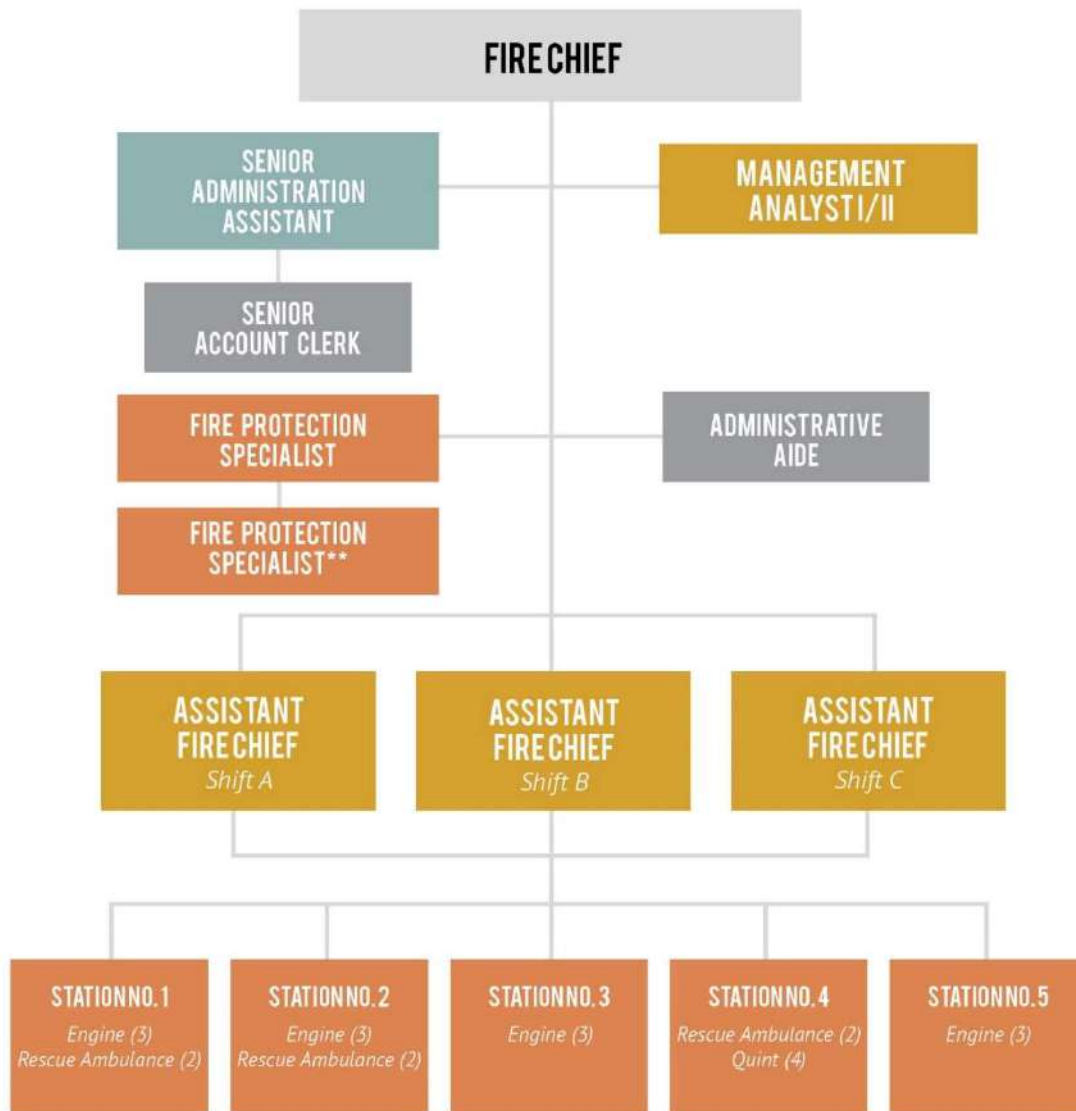 FIRE CHIEF
SENIOR
ADMINISTRATION
ASSISTANT
MANAGEMENT
ANALYST I/II
SENIOR
ACCOUNT CLERK
FIRE PROTECTION
SPECIALIST
ADMINISTRATIVE
AIDE
FIRE PROTECTION
SPECIALIST**
ASSISTANT
FIRE CHIEF
Shift A
ASSISTANT
FIRE CHIEF
Shift B
ASSISTANT
FIRE CHIEF
Shift C
STATION NO. 1
Engine (3)
Rescue Ambulance (2)
STATION NO. 2
Engine (3)
Rescue Ambulance (2)
STATION NO. 3
Engine (3)
STATION NO. 4
Rescue Ambulance (2)
Quint (4)
STATION NO. 5
Engine (3)